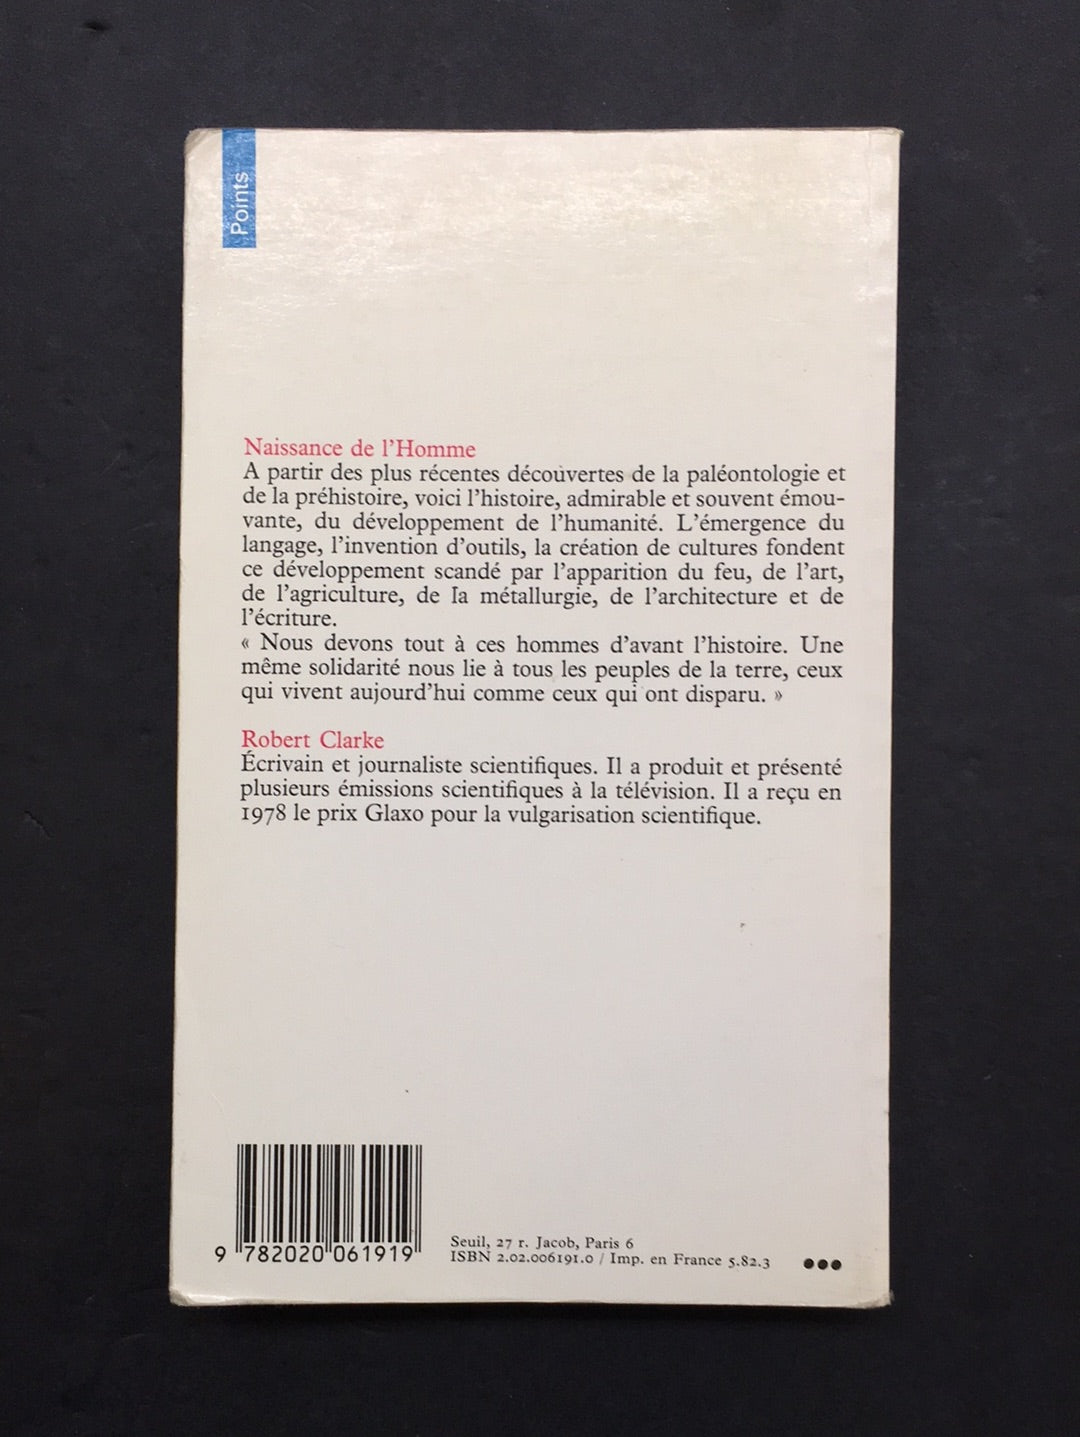 Points
Naissance de l'Homme
A partir des plus récentes découvertes de la paléontologie et
de la préhistoire, voici l'histoire, admirable et souvent émou-
vante, du développement de l'humanité. L'émergence du
langage, l'invention d'outils, la création de cultures fondent
ce développement scandé par l'apparition du feu, de l'art,
de l'agriculture, de la métallurgie, de l'architecture et de
l'écriture.
« Nous devons tout à ces hommes d'avant l'histoire. Une
même solidarité nous lie à tous les peuples de la terre, ceux
qui vivent aujourd'hui comme ceux qui ont disparu. »
Robert Clarke
Écrivain et journaliste scientifiques. Il a produit et présenté
plusieurs émissions scientifiques à la télévision. Il a reçu en
1978 le prix Glaxo pour la vulgarisation scientifique.
9 782020 061919
Seuil, 27 r. Jacob, Paris 6
ISBN 2.02.006191.0 / Imp. en France 5.82.3